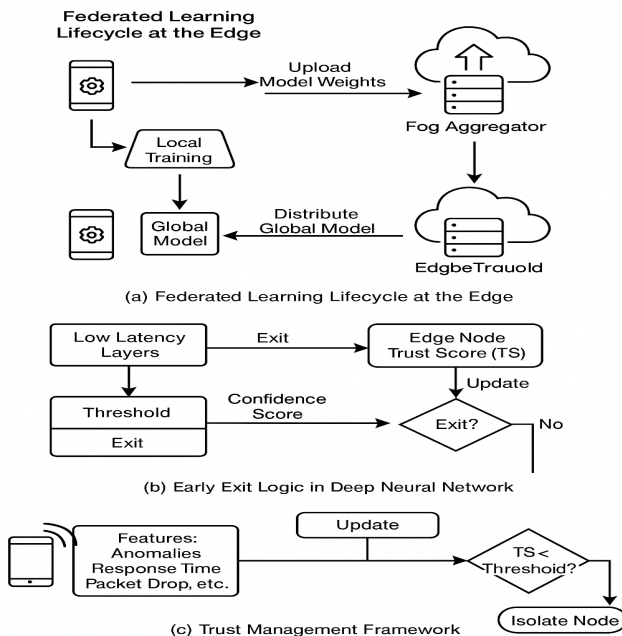 Federated Learning
Lifecycle at the Edge
Upload
Model Weights
Fog Aggregator
Local
Training
Global
Model
Distribute
Global Model
EdgbeTrquold
(a) Federated Learning Lifecycle at the Edge
Low Latency
Layers
Exit
Edge Node
Trust Score (TS)
Update
Threshold
Exit
Confidence
Score
Exit?
No
(b) Early Exit Logic in Deep Neural Network
Features:
Anomalies
Response Time
Packet Drop, etc.
Update
TS <
Threshoid?
Isolate Node
(c) Trust Management Framework